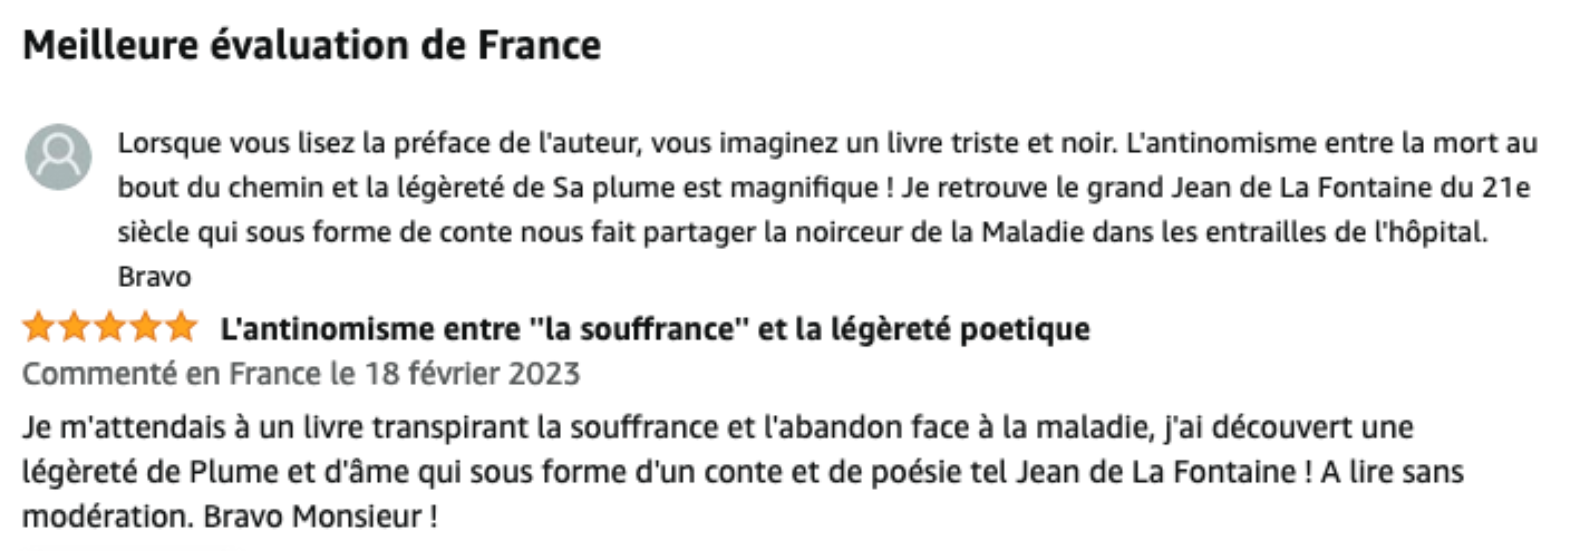 Meilleure évaluation de France
Lorsque vous lisez la préface de l'auteur, vous imaginez un livre triste et noir. L'antinomisme entre la mort au
bout du chemin et la légèreté de Sa plume est magnifique ! Je retrouve le grand Jean de La Fontaine du 21e
siècle qui sous forme de conte nous fait partager la noirceur de la Maladie dans les entrailles de l'hôpital.
Bravo
L'antinomisme entre "la souffrance" et la légèreté poetique
Commenté en France le 18 février 2023
Je m'attendais à un livre transpirant la souffrance et l'abandon face à la maladie, j'ai découvert une
légèreté de Plume et d'âme qui sous forme d'un conte et de poésie tel Jean de La Fontaine ! A lire sans
modération. Bravo Monsieur !